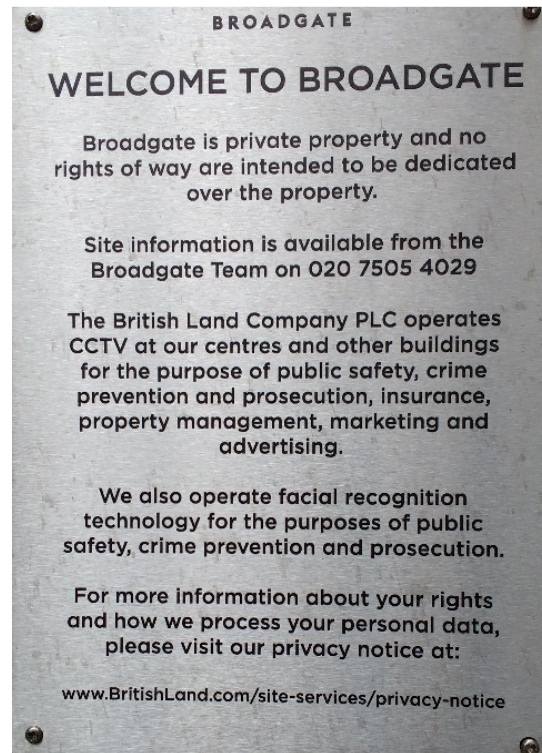 BROADGATE
WELCOME TO BROADGATE
Broadgate is private property and no
rights of way are intended to be dedicated
over the property.
Site information is available from the
Broadgate Team on 020 7505 4029
The British Land Company PLC operates
CCTV at our centres and other buildings
for the purpose of public safety, crime
prevention and prosecution, insurance,
property management, marketing and
advertising.
We also operate facial recognition
technology for the purposes of public
safety, crime prevention and prosecution.
For more information about your rights
and how we process your personal data,
please visit our privacy notice at:
www.BritishLand.com/site-services/privacy-notice